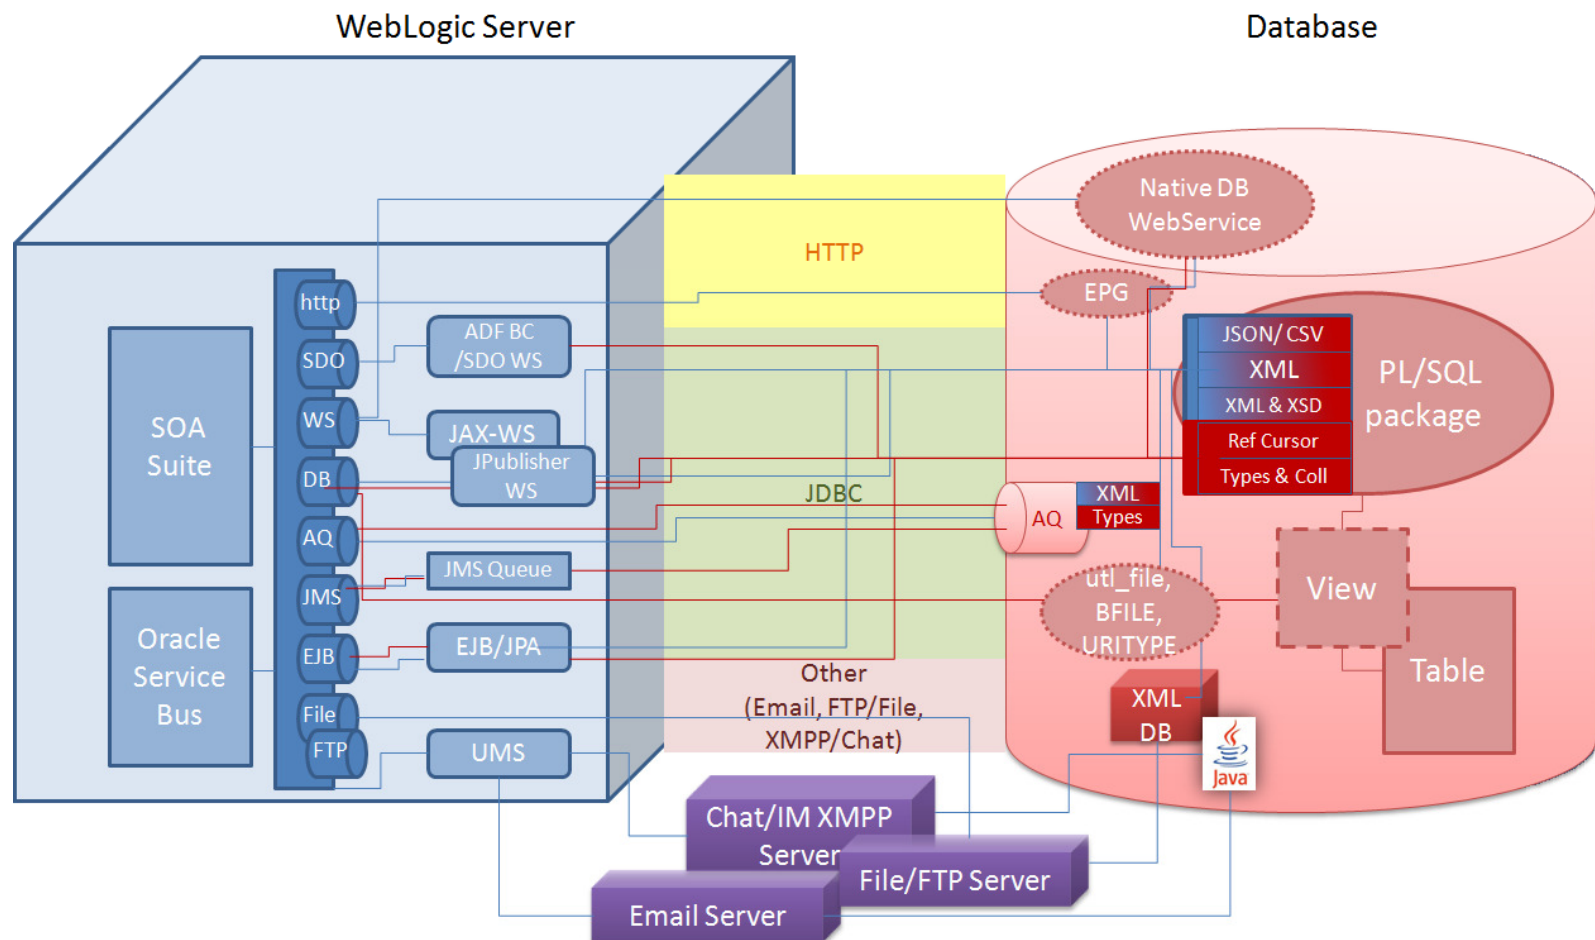 WebLogic Server
Database
Native DB
WebService
HTTP
EPG
http
SDO
WS
DB
AQ
JMS
EJB
File
FTP
SOA
Suite
Oracle
Service
Bus
ADF BC
/SDO WS
JAX-WS
JPublisher
WS
JMS Queue
EJB/JPA
UMS
JDBC
Other
(Email, FTP/File,
XMPP/Chat)
JSON/ CSV
XML
XML & XSD
Ref Cursor
Types & Coll
PL/SQL
package
AQ
XML
Types
utl_file,
BFILE,
URITYPE
View
Table
XML
DB
Java
Chat/IM XMPP
Server
File/FTP Server
Email Server